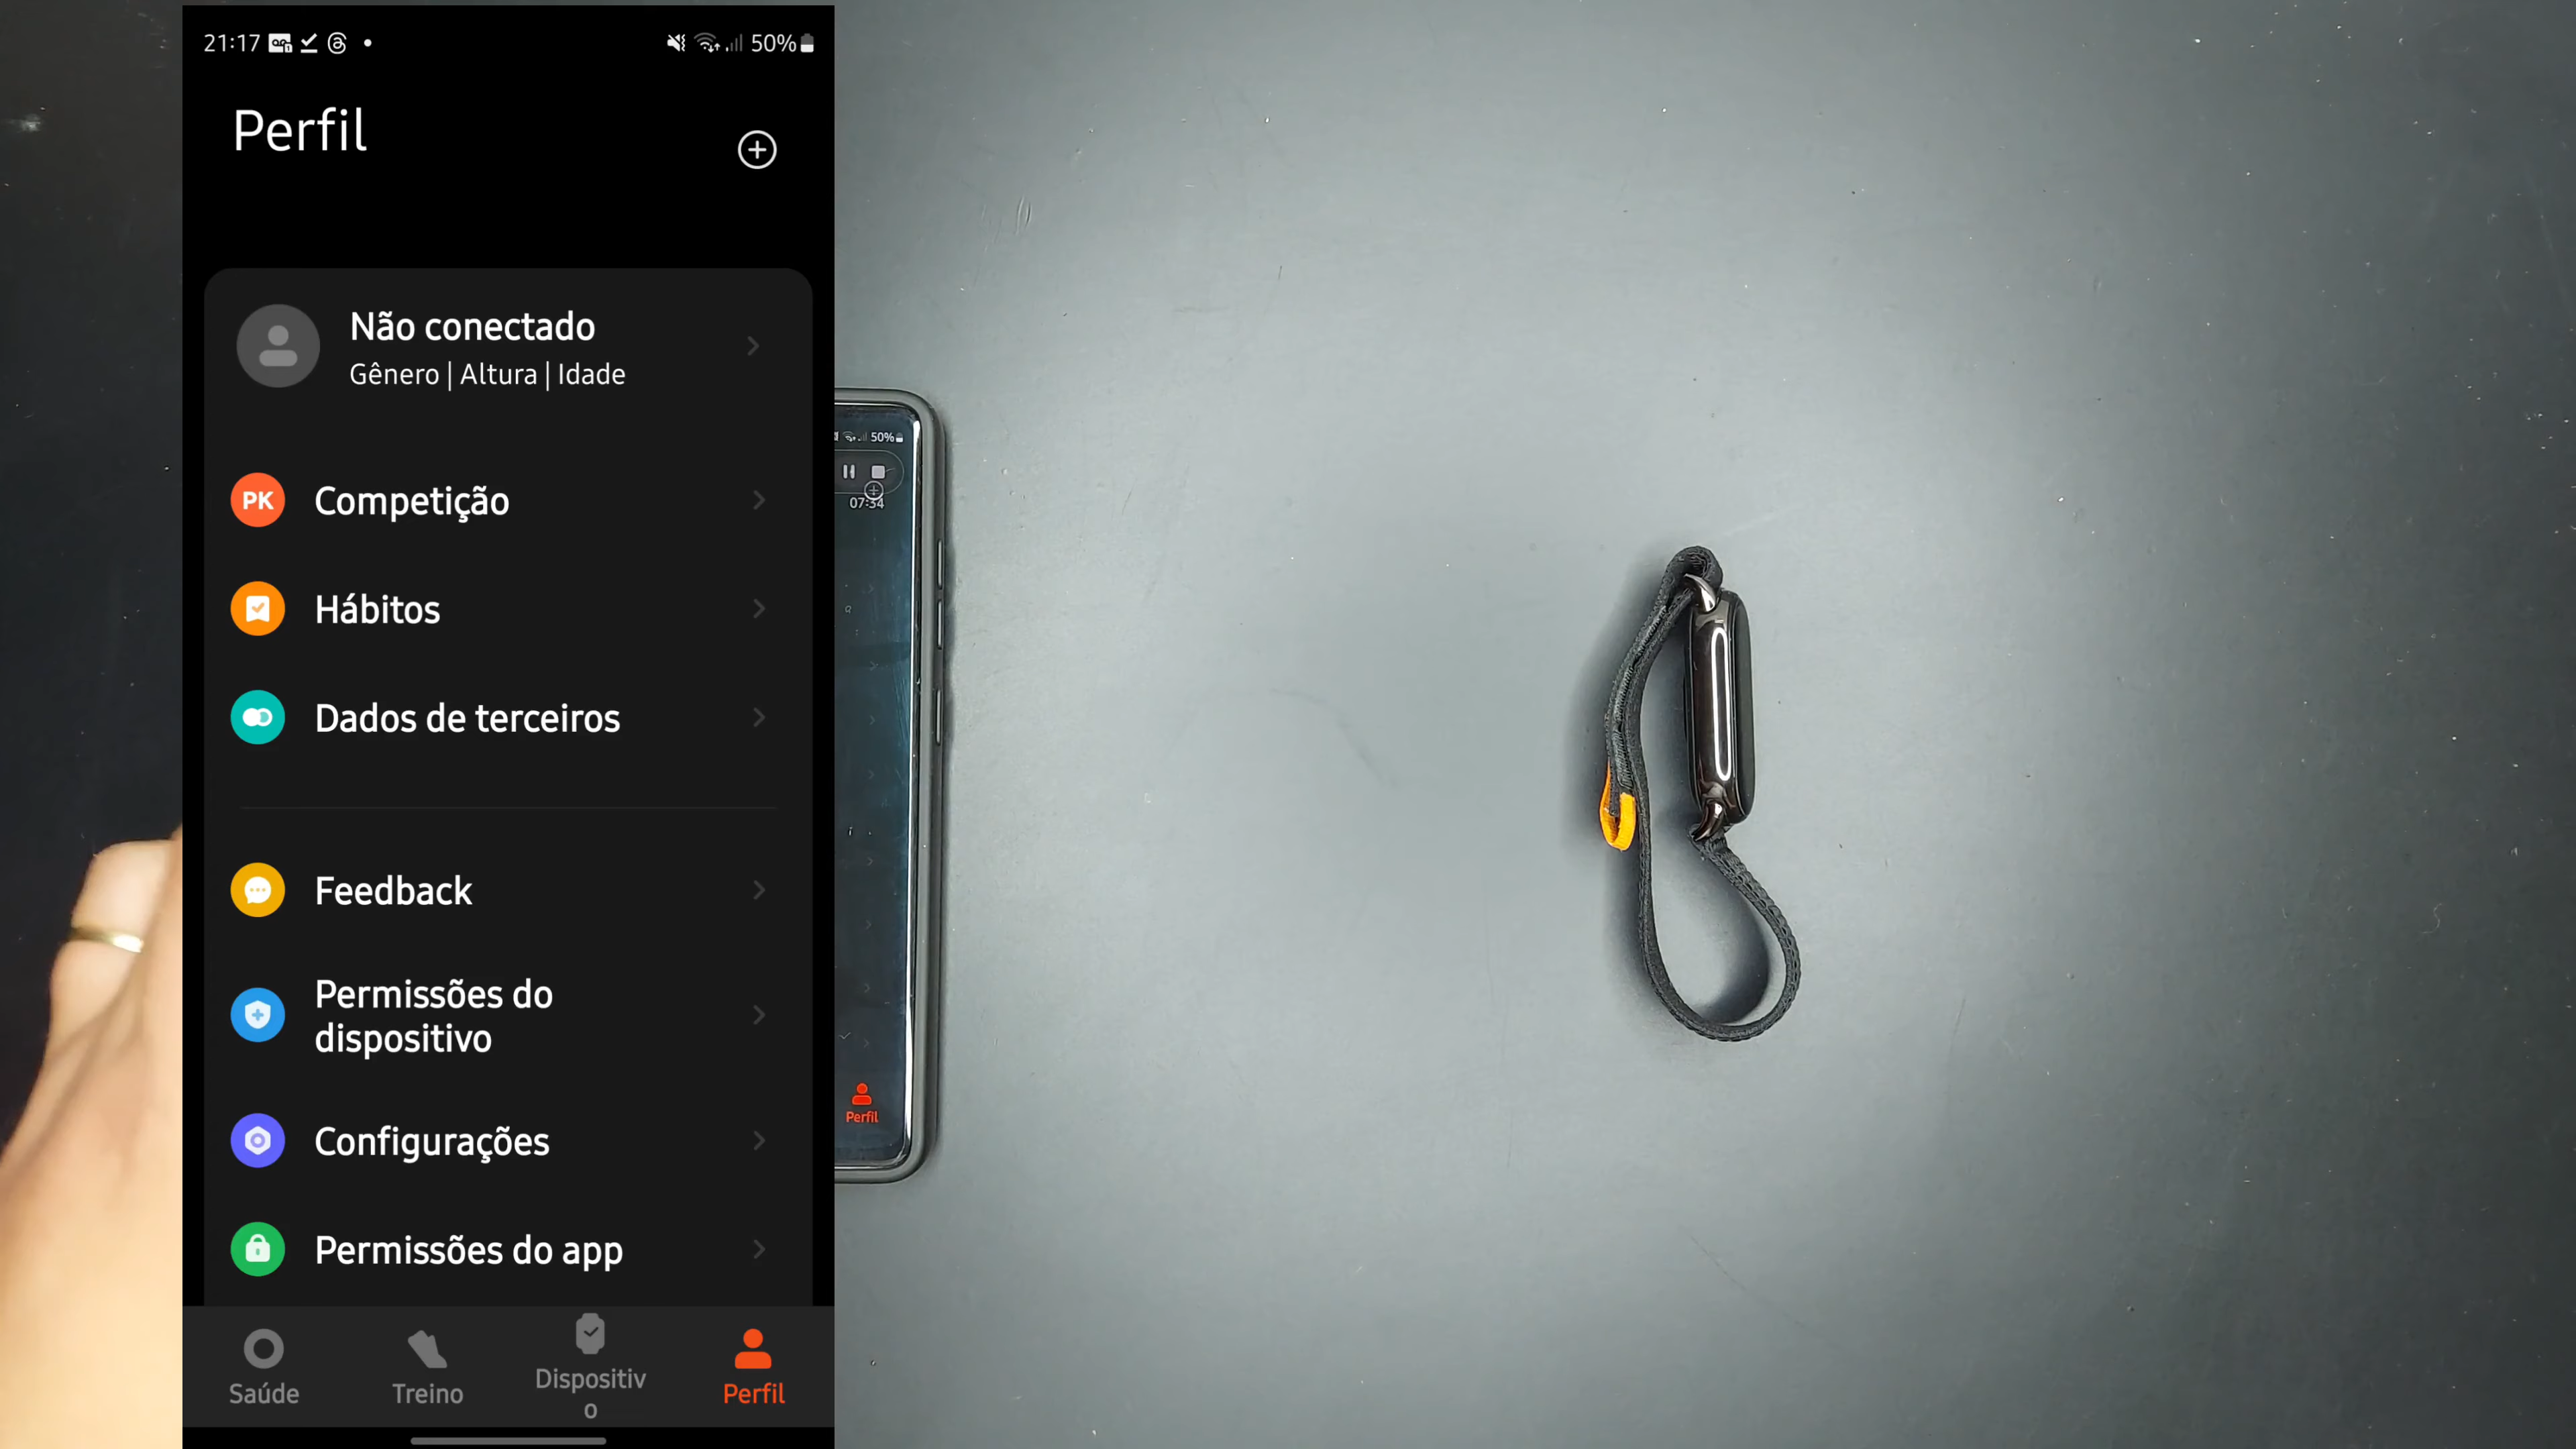 21:17
50%
Perfil
Não conectado
Gênero | Altura | Idade
PK
Competição
Hábitos
Dados de terceiros
Feedback
Permissões do
dispositivo
Configurações
Permissões do app
Saúde
Treino
Dispositiv
o
Perfil
50%
07:34
Perfil